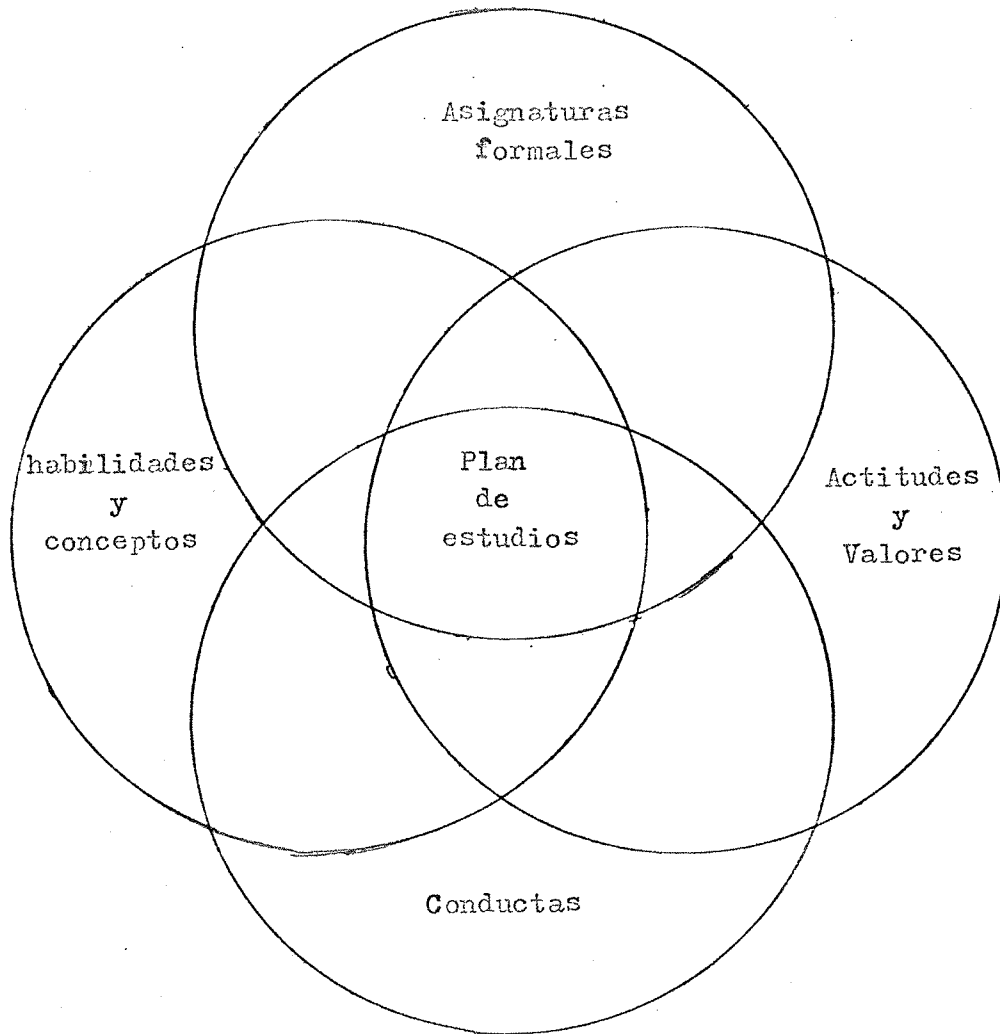 Asignaturas
formales
habilidades
y
conceptos
Plan
de
estudios
Actitudes
y
Valores
Conductas